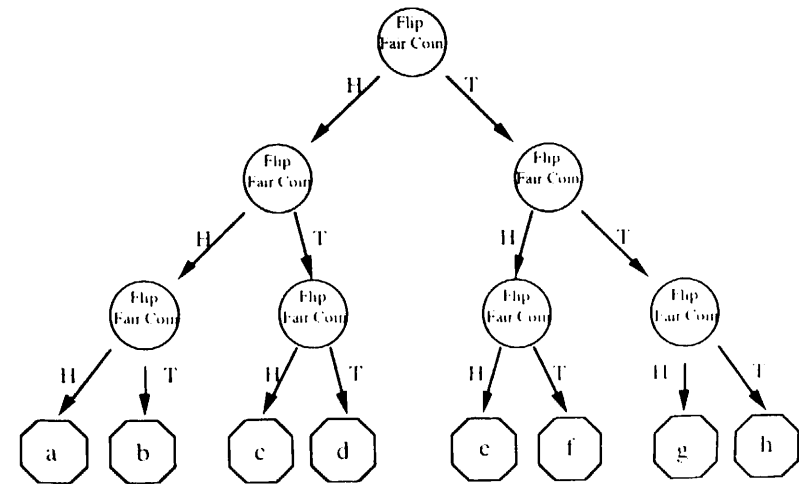 Flip
Fair Coin
H T
Flip
Fair Coin
Flip
Fair Coin
H T H T
Flip
Fair Coin
Flip
Fair Coin
Flip
Fair Coin
Flip
Fair Coin
H T H T H T H T
a b c d e f g h